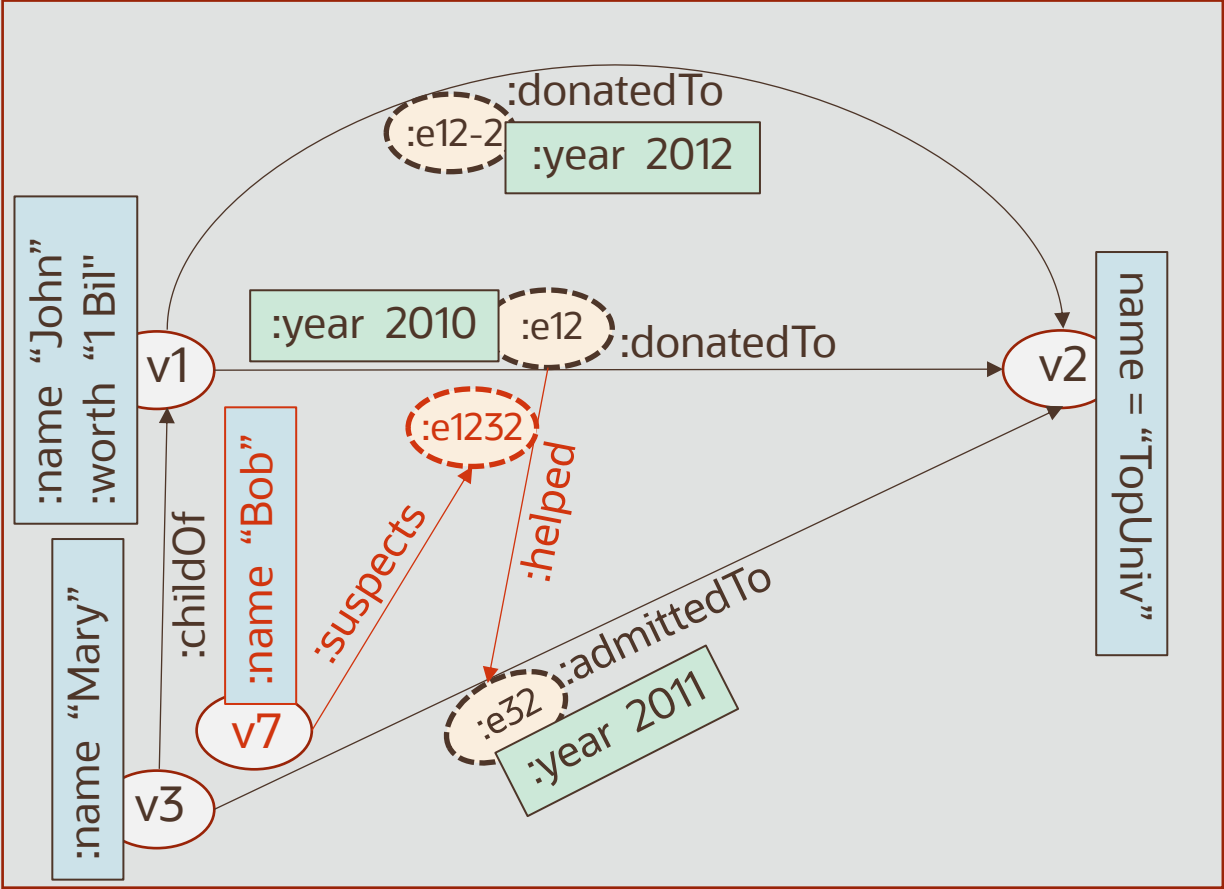 :donatedTo
:e12-2
:year 2012
:name “John”
:worth “1 Bil"
:year 2010
:e12
:donatedTo
v1
v2
name = “TopUniv”
:e1232
:helped
:suspects
:childOf
:name “Bob”
v7
:name “Mary”
v3
:admittedTo
:e32
:year 2011